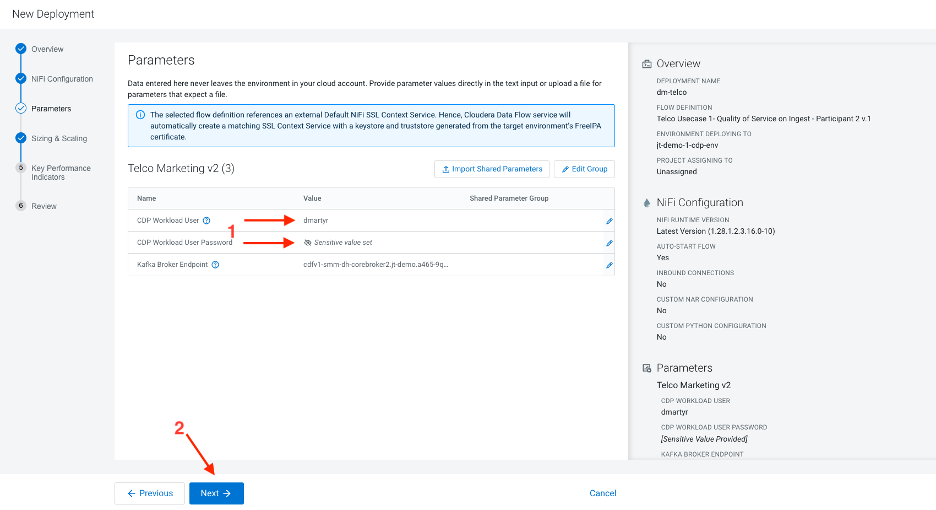 New Deployment
Overview
NiFi Configuration
Parameters
Sizing & Scaling
5
Key Performance
Indicators
6
Review
Parameters
Data entered here never leaves the environment in your cloud account. Provide parameter values directly in the text input or upload a file for
parameters that expect a file.
The selected flow definition references an external Default NiFi SSL Context Service. Hence, Cloudera Data Flow service will
automatically create a matching SSL Context Service with a keystore and truststore generated from the target environment's FreeIPA
certificate.
Telco Marketing v2 (3)
Import Shared Parameters
Edit Group
Name Value Shared Parameter Group
CDP Workload User dmartyr
1
CDP Workload User Password Sensitive value set
Kafka Broker Endpoint cdfv1-smm-dh-corebroker2.jt-demo.a465-9q...
2
Previous
Next
Cancel
Overview
DEPLOYMENT NAME
dm-telco
FLOW DEFINITION
Telco Usecase 1- Quality of Service on Ingest - Participant 2 v.1
ENVIRONMENT DEPLOYING TO
jt-demo-1-cdp-env
PROJECT ASSIGNING TO
Unassigned
NiFi Configuration
NIFI RUNTIME VERSION
Latest Version (1.28.1.2.3.16.0-10)
AUTO-START FLOW
Yes
INBOUND CONNECTIONS
No
CUSTOM NAR CONFIGURATION
No
CUSTOM PYTHON CONFIGURATION
No
Parameters
Telco Marketing v2
CDP WORKLOAD USER
dmartyr
CDP WORKLOAD USER PASSWORD
[Sensitive Value Provided]
KAFKA BROKER ENDPOINT